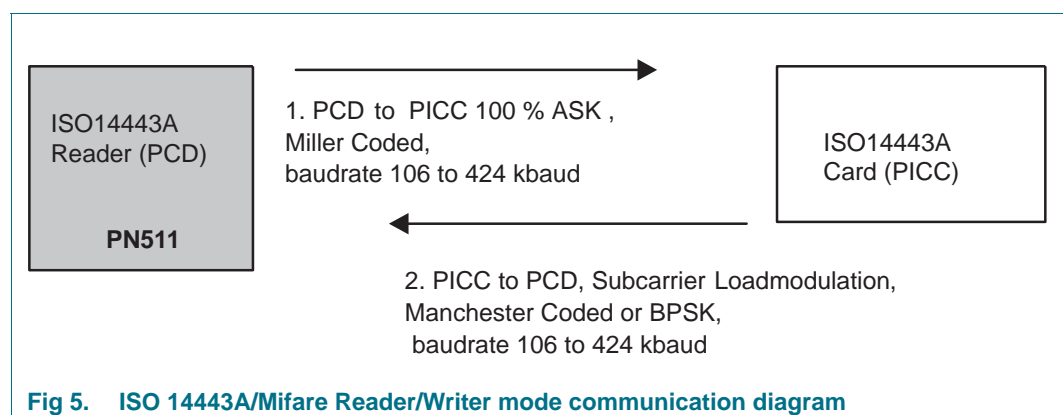 ISO14443A
Reader (PCD)
PN511
1. PCD to PICC 100 % ASK ,
Miller Coded,
baudrate 106 to 424 kbaud
ISO14443A
Card (PICC)
2. PICC to PCD, Subcarrier Loadmodulation,
Manchester Coded or BPSK,
baudrate 106 to 424 kbaud
Fig 5. ISO 14443A/Mifare Reader/Writer mode communication diagram